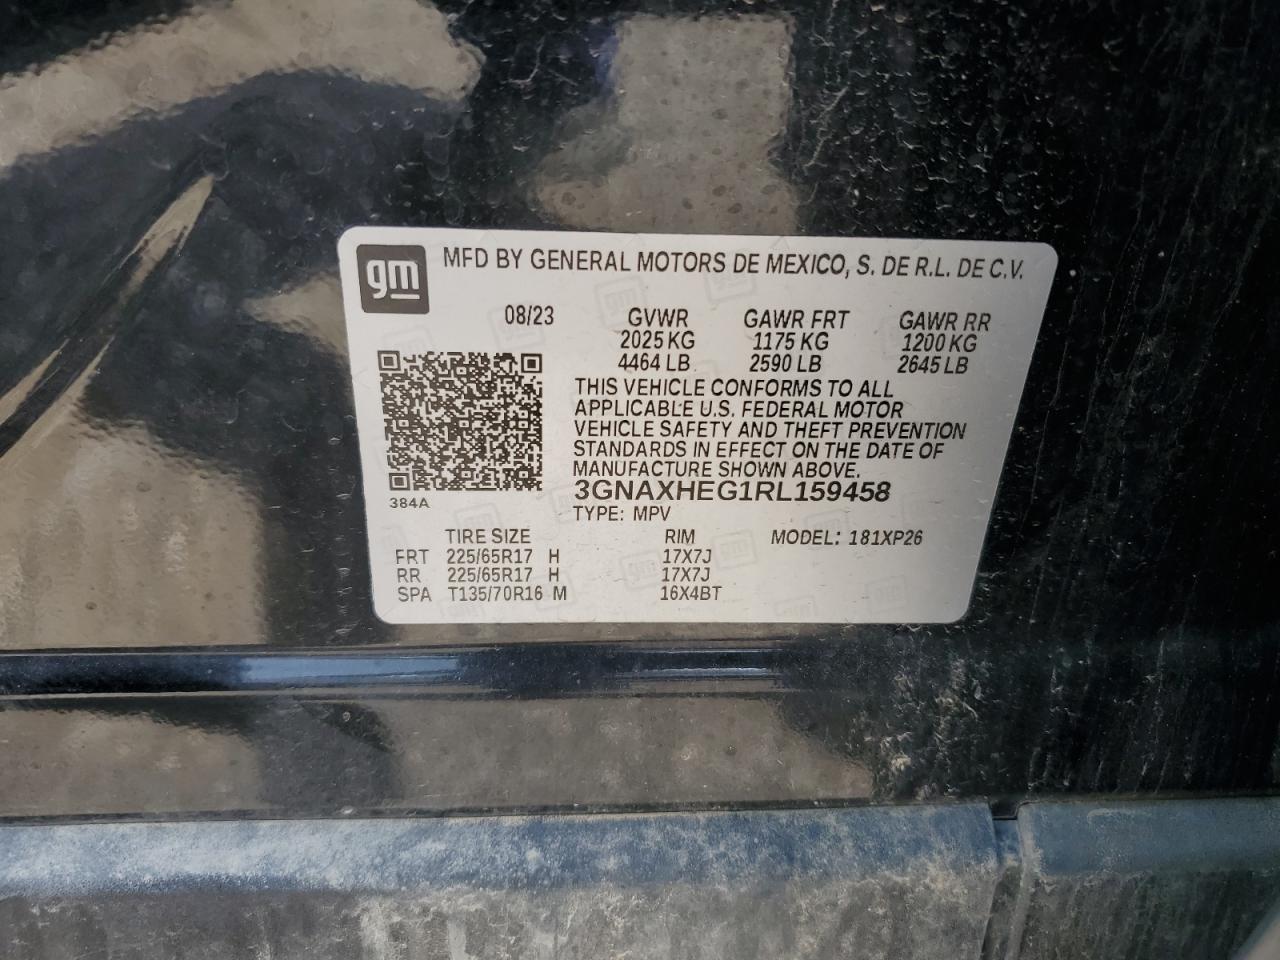 gm
MFD BY GENERAL MOTORS DE MEXICO, S. DE R.L. DE C.V.
08/23 GVWR GAWR FRT GAWR RR
2025 KG 1175 KG 1200 KG
4464 LB 2590 LB 2645 LB
THIS VEHICLE CONFORMS TO ALL
APPLICABLE U.S. FEDERAL MOTOR
VEHICLE SAFETY AND THEFT PREVENTION
STANDARDS IN EFFECT ON THE DATE OF
MANUFACTURE SHOWN ABOVE.
3GNAXHEG1RL159458
384A
TYPE: MPV
TIRE SIZE RIM MODEL: 181XP26
FRT 225/65R17 H 17X7J
RR 225/65R17 H 17X7J
SPA T135/70R16 M 16X4BT